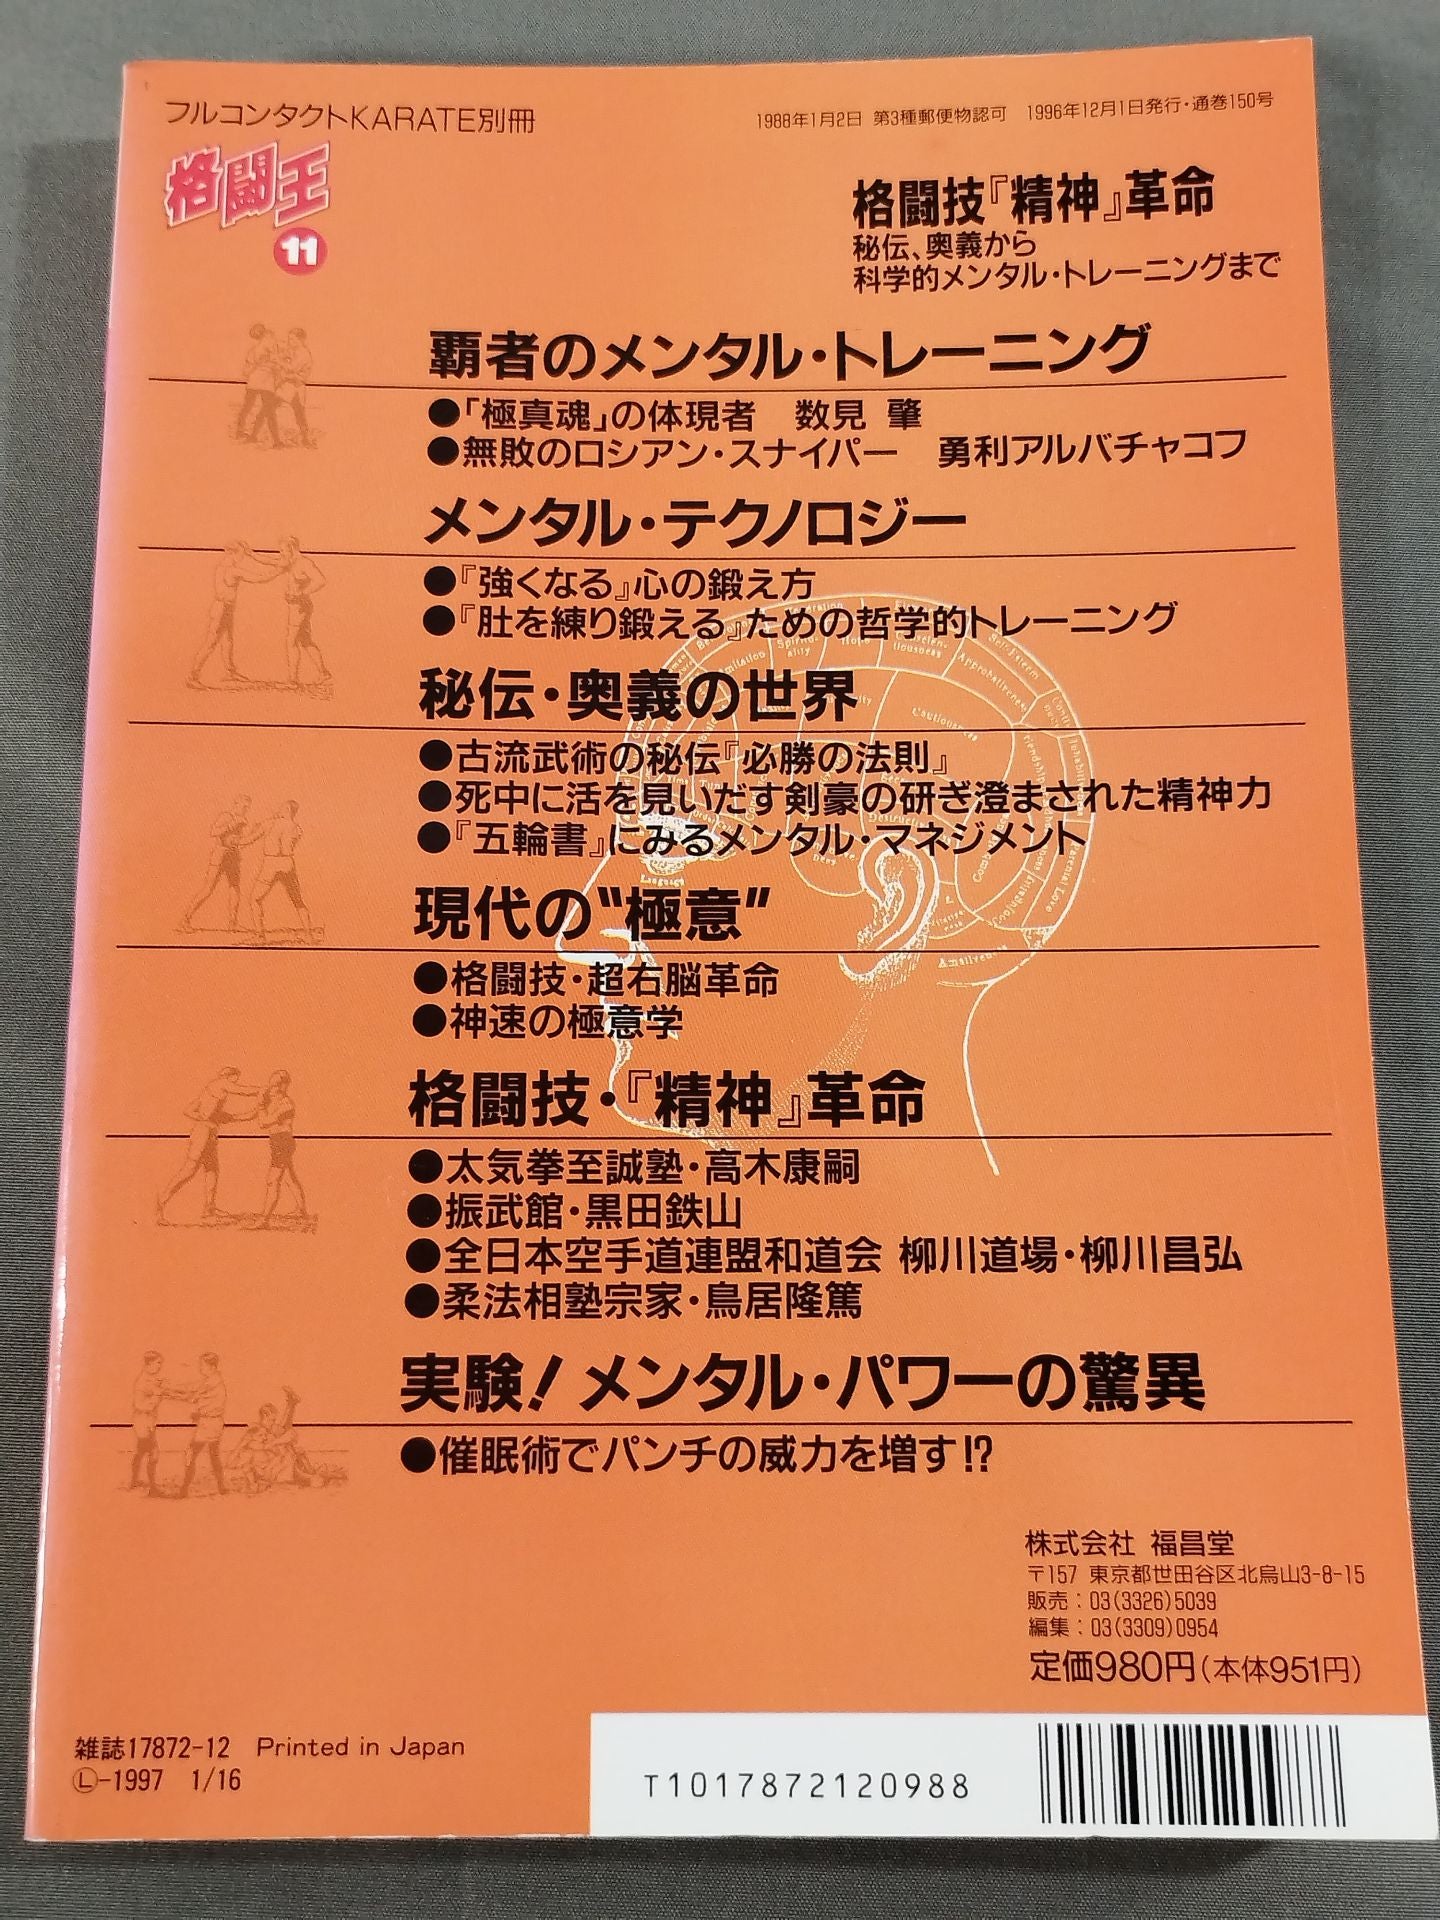 フルコンタクトKARATE別冊
1988年1月2日 第3種郵便物認可 1996年12月1日発行・通巻150号
格闘王
11
格闘技『精神』革命
秘伝、奥義から
科学的メンタル・トレーニングまで
覇者のメンタル・トレーニング
●「極真魂」の体現者 数見 肇
●無敗のロシアン・スナイパー 勇利アルバチャコフ
メンタル・テクノロジー
●『強くなる』心の鍛え方
●『肚を練り鍛える』ための哲学的トレーニング
秘伝・奥義の世界
●古流武術の秘伝『必勝の法則』
●死中に活を見いだす剣豪の研ぎ澄まされた精神力
●『五輪書』にみるメンタル・マネジメント
現代の"極意"
●格闘技・超右脳革命
●神速の極意学
格闘技・『精神』革命
●太気拳至誠塾・高木康嗣
●振武館・黒田鉄山
●全日本空手道連盟和道会 柳川道場・柳川昌弘
●柔法相塾宗家・鳥居隆篤
実験!メンタル・パワーの驚異
●催眠術でパンチの威力を増す!?
Hope
Self-Esteem
Approbativeness
Cautiousness
Friendship
Parental Love
Language
Amativeness
株式会社 福昌堂
〒157 東京都世田谷区北烏山3-8-15
販売:03(3326)5039
編集:03(3309)0954
定価980円(本体951円)
雑誌17872-12 Printed in Japan
Ⓛ-1997 1/16
T1017872120988